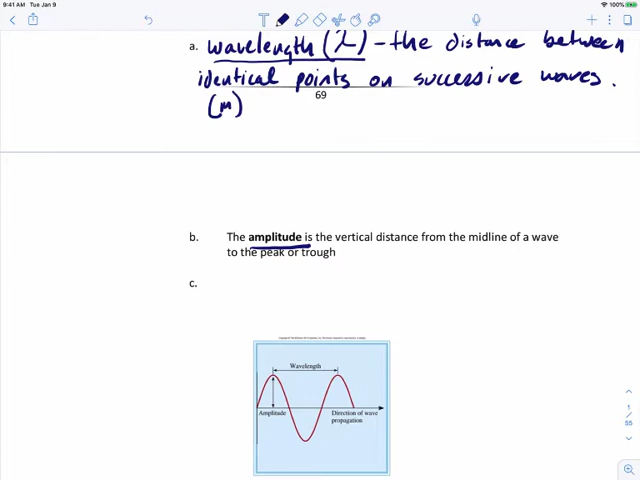 9:41 AM Tue Jan 9
100%
a. wavelength (λ) - the distance between
identical points on successive waves.
69
(m)
b. The amplitude is the vertical distance from the midline of a wave
to the peak or trough
c.
Wavelength
Amplitude
Direction of wave
propagation
1
/
55